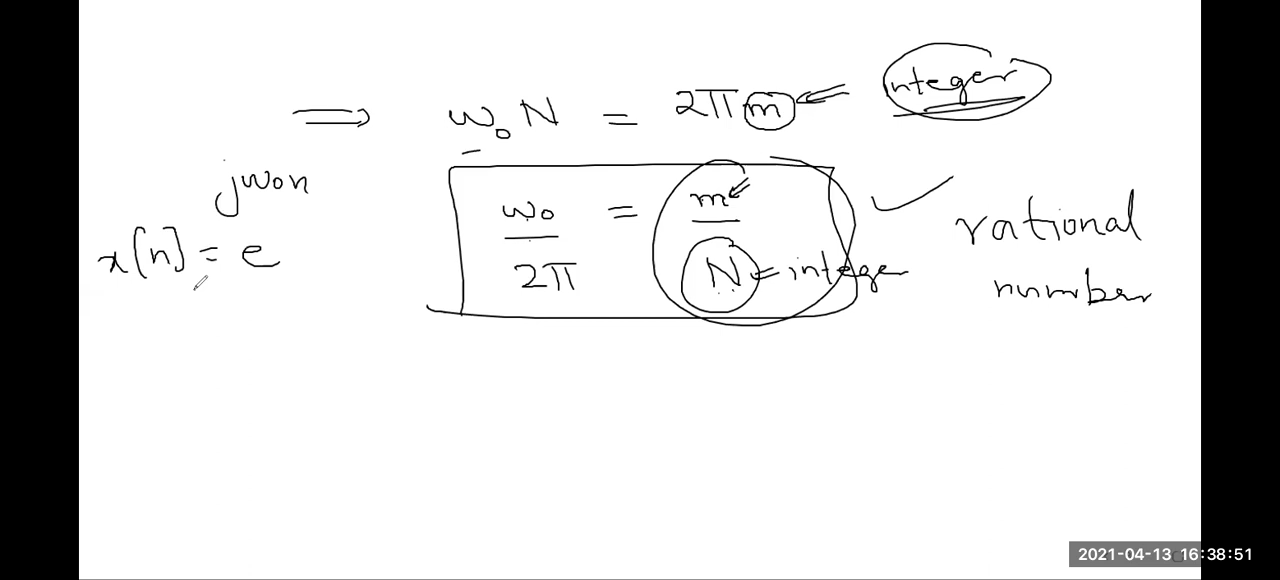 ⟹ ω₀N = 2πm ⇐ integer
x[n] = e^{jω₀n}
ω₀/2π = m/N = integer ✓
rational
number
2021-04-13 16:38:51